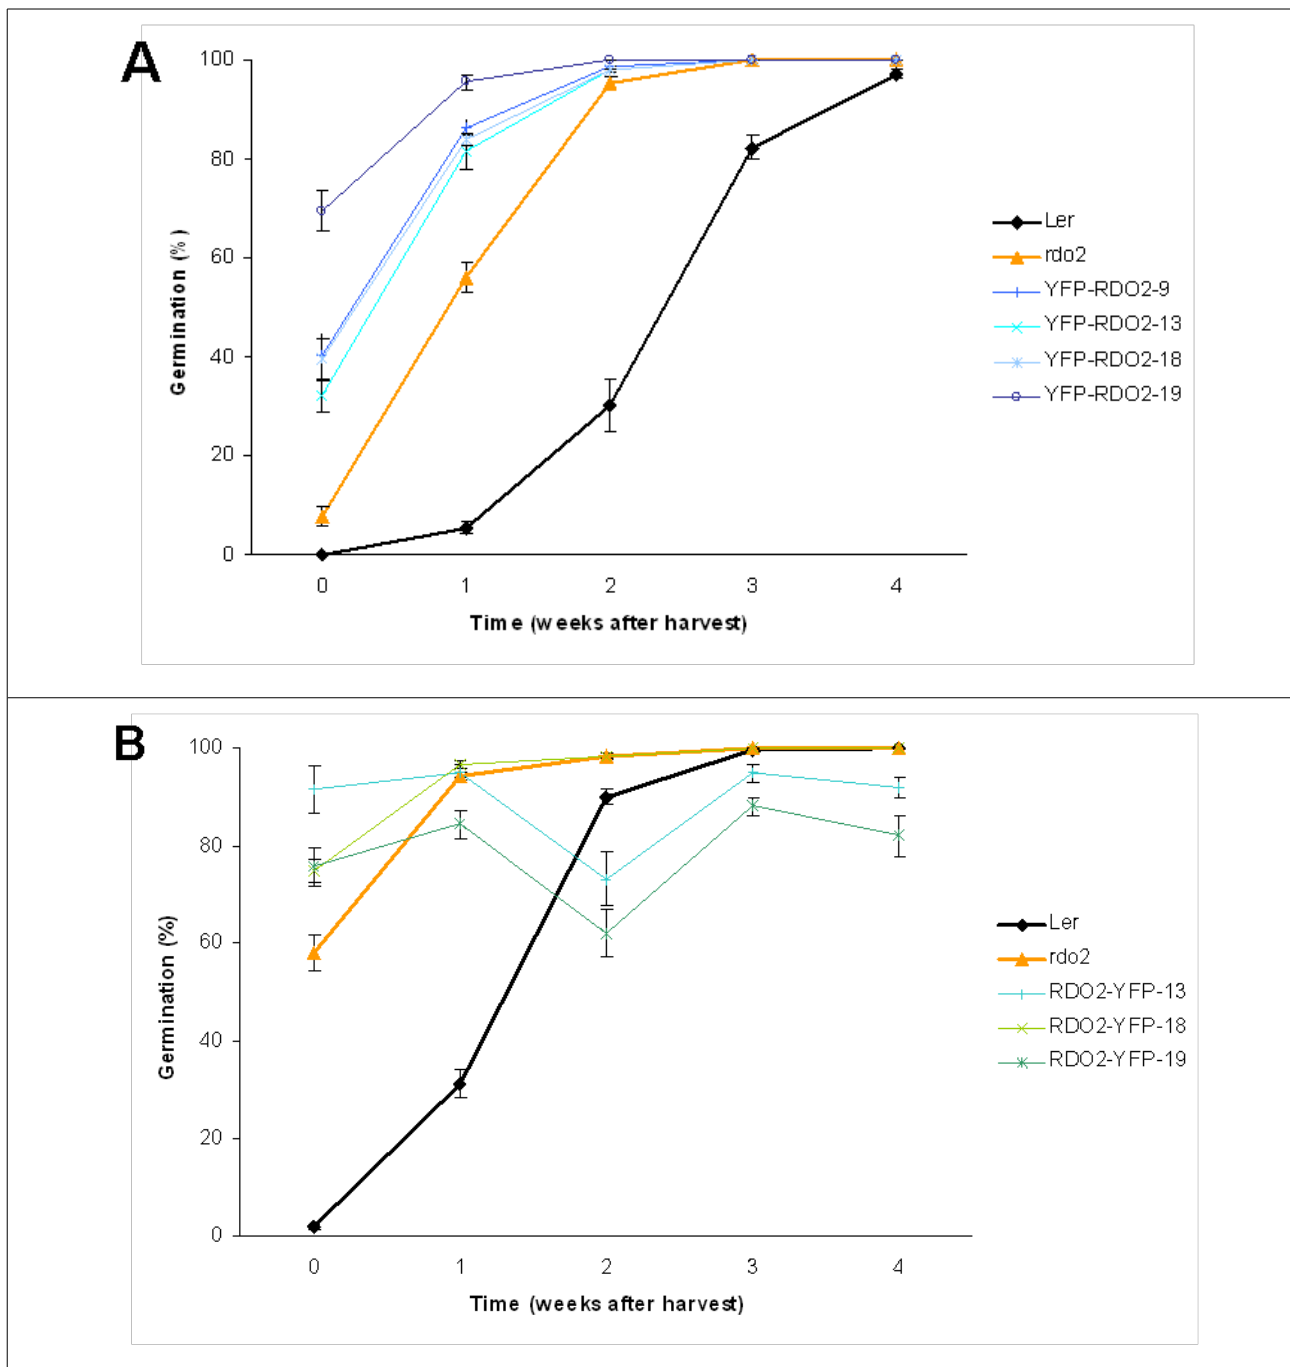 A
100
80
60
40
20
0
Germination (%)
0 1 2 3 4
Time (weeks after harvest)
Ler
rdo2
YFP-RDO2-9
YFP-RDO2-13
YFP-RDO2-18
YFP-RDO2-19
B
100
80
60
40
20
0
Germination (%)
0 1 2 3 4
Time (weeks after harvest)
Ler
rdo2
RDO2-YFP-13
RDO2-YFP-18
RDO2-YFP-19